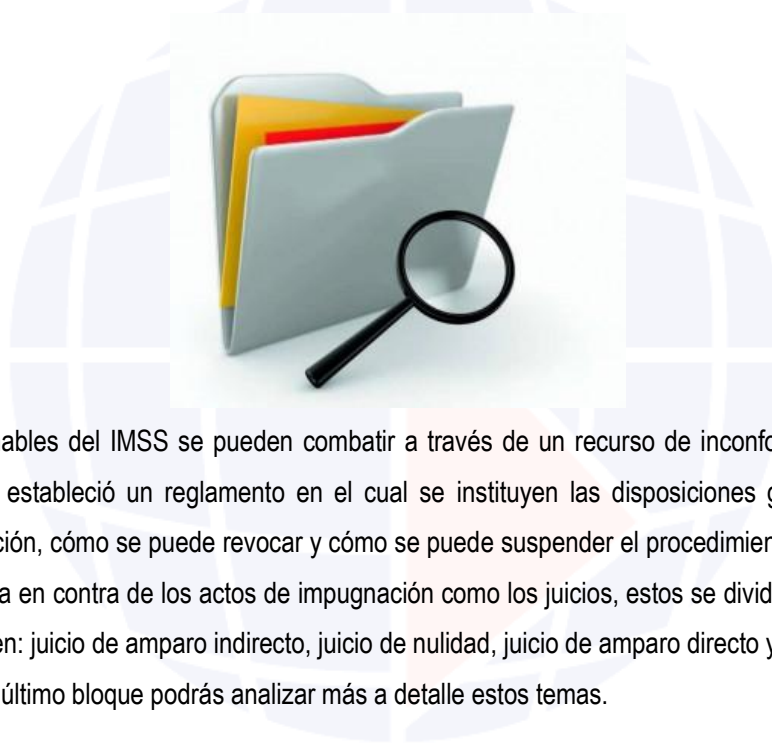 ables del IMSS se pueden combatir a través de un recurso de inconfo
estableció un reglamento en el cual se instituyen las disposiciones g
ción, cómo se puede revocar y cómo se puede suspender el procedimien
a en contra de los actos de impugnación como los juicios, estos se divid
en: juicio de amparo indirecto, juicio de nulidad, juicio de amparo directo y
último bloque podrás analizar más a detalle estos temas.